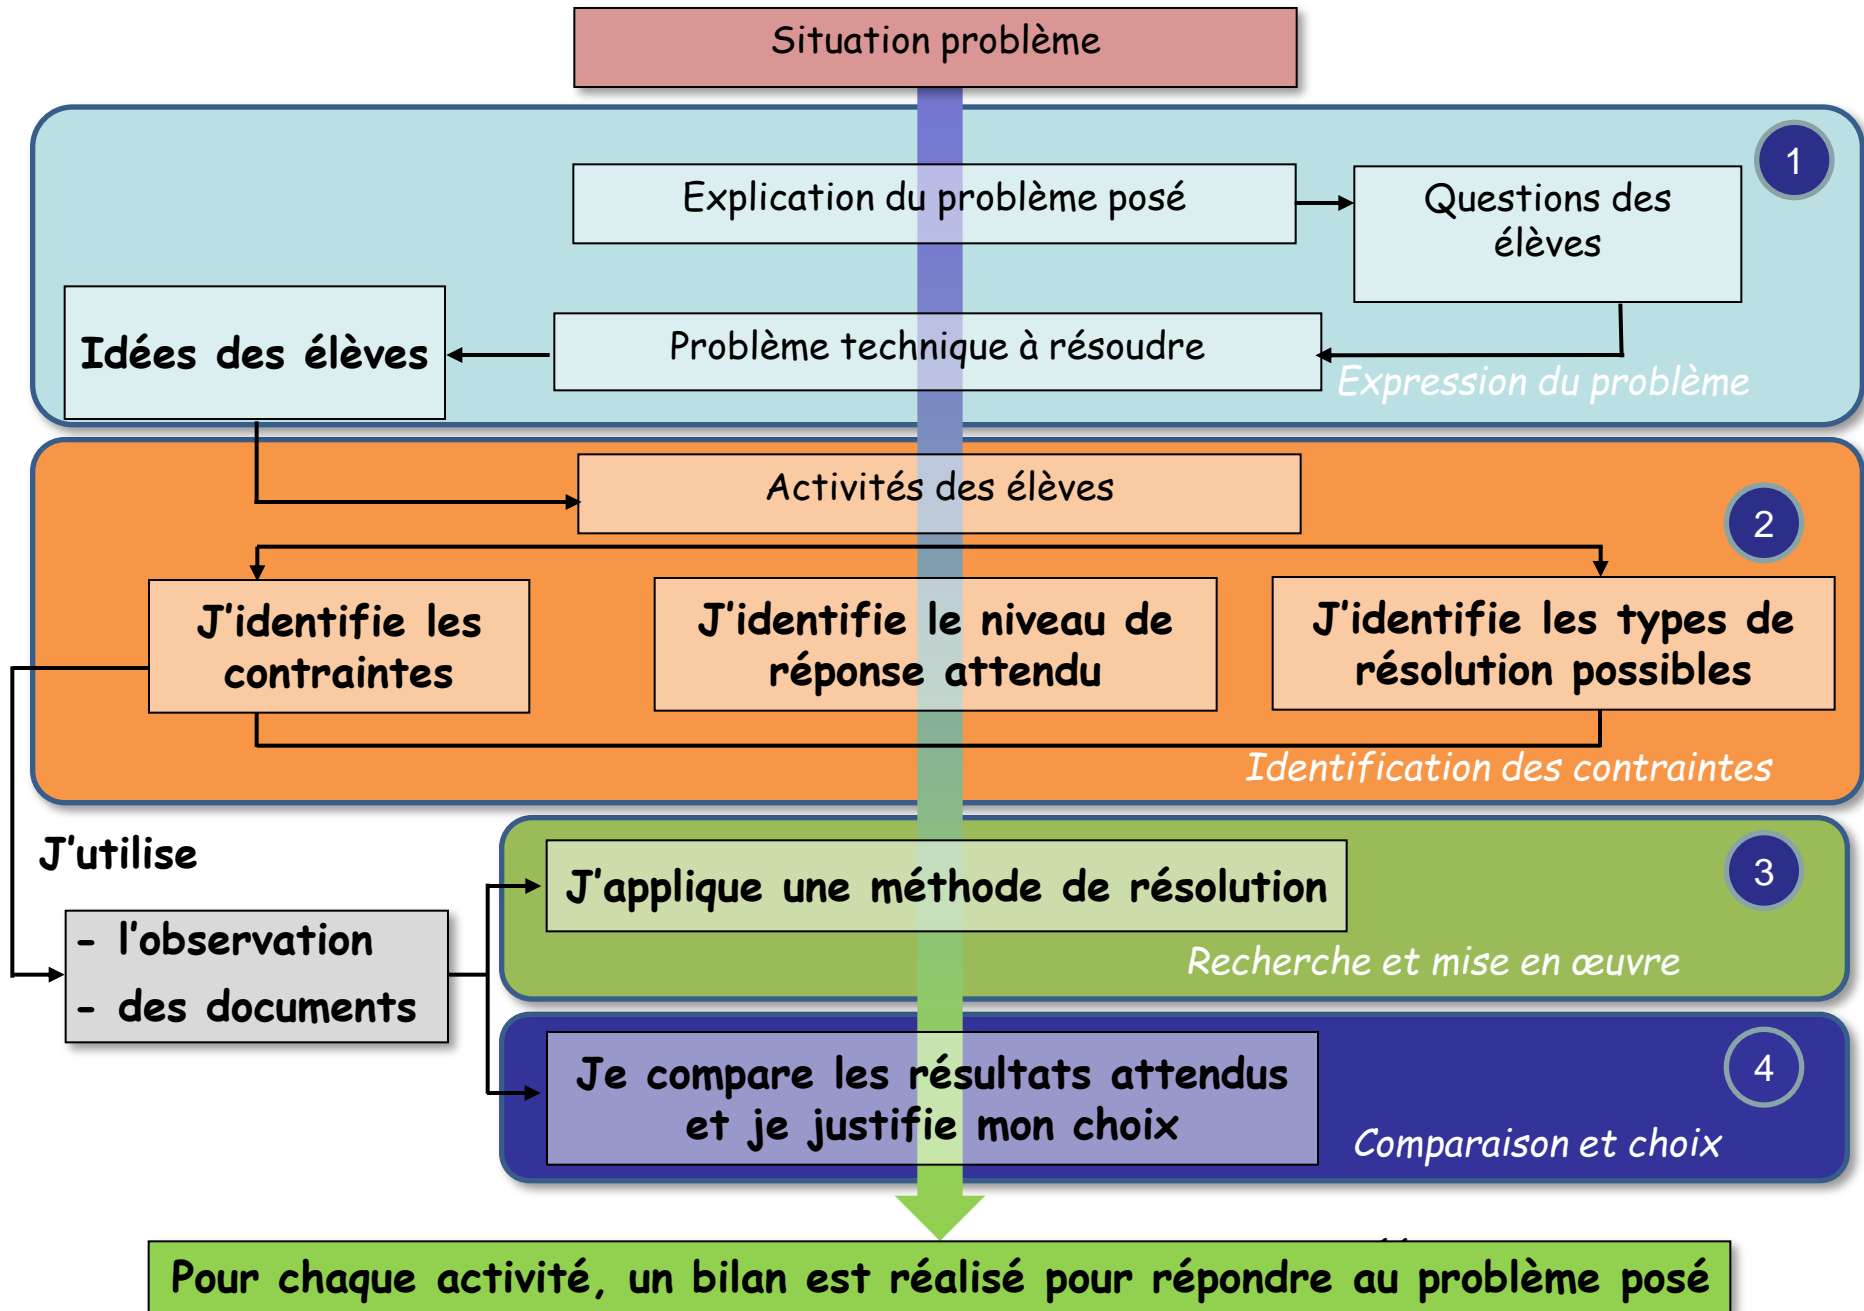 Situation problème
1
Explication du problème posé
Questions des
élèves
Idées des élèves
Problème technique à résoudre
Expression du problème
Activités des élèves
2
J'identifie les
contraintes
J'identifie le niveau de
réponse attendu
J'identifie les types de
résolution possibles
Identification des contraintes
J'utilise
- l'observation
- des documents
3
J'applique une méthode de résolution
Recherche et mise en œuvre
4
Je compare les résultats attendus
et je justifie mon choix
Comparaison et choix
Pour chaque activité, un bilan est réalisé pour répondre au problème posé